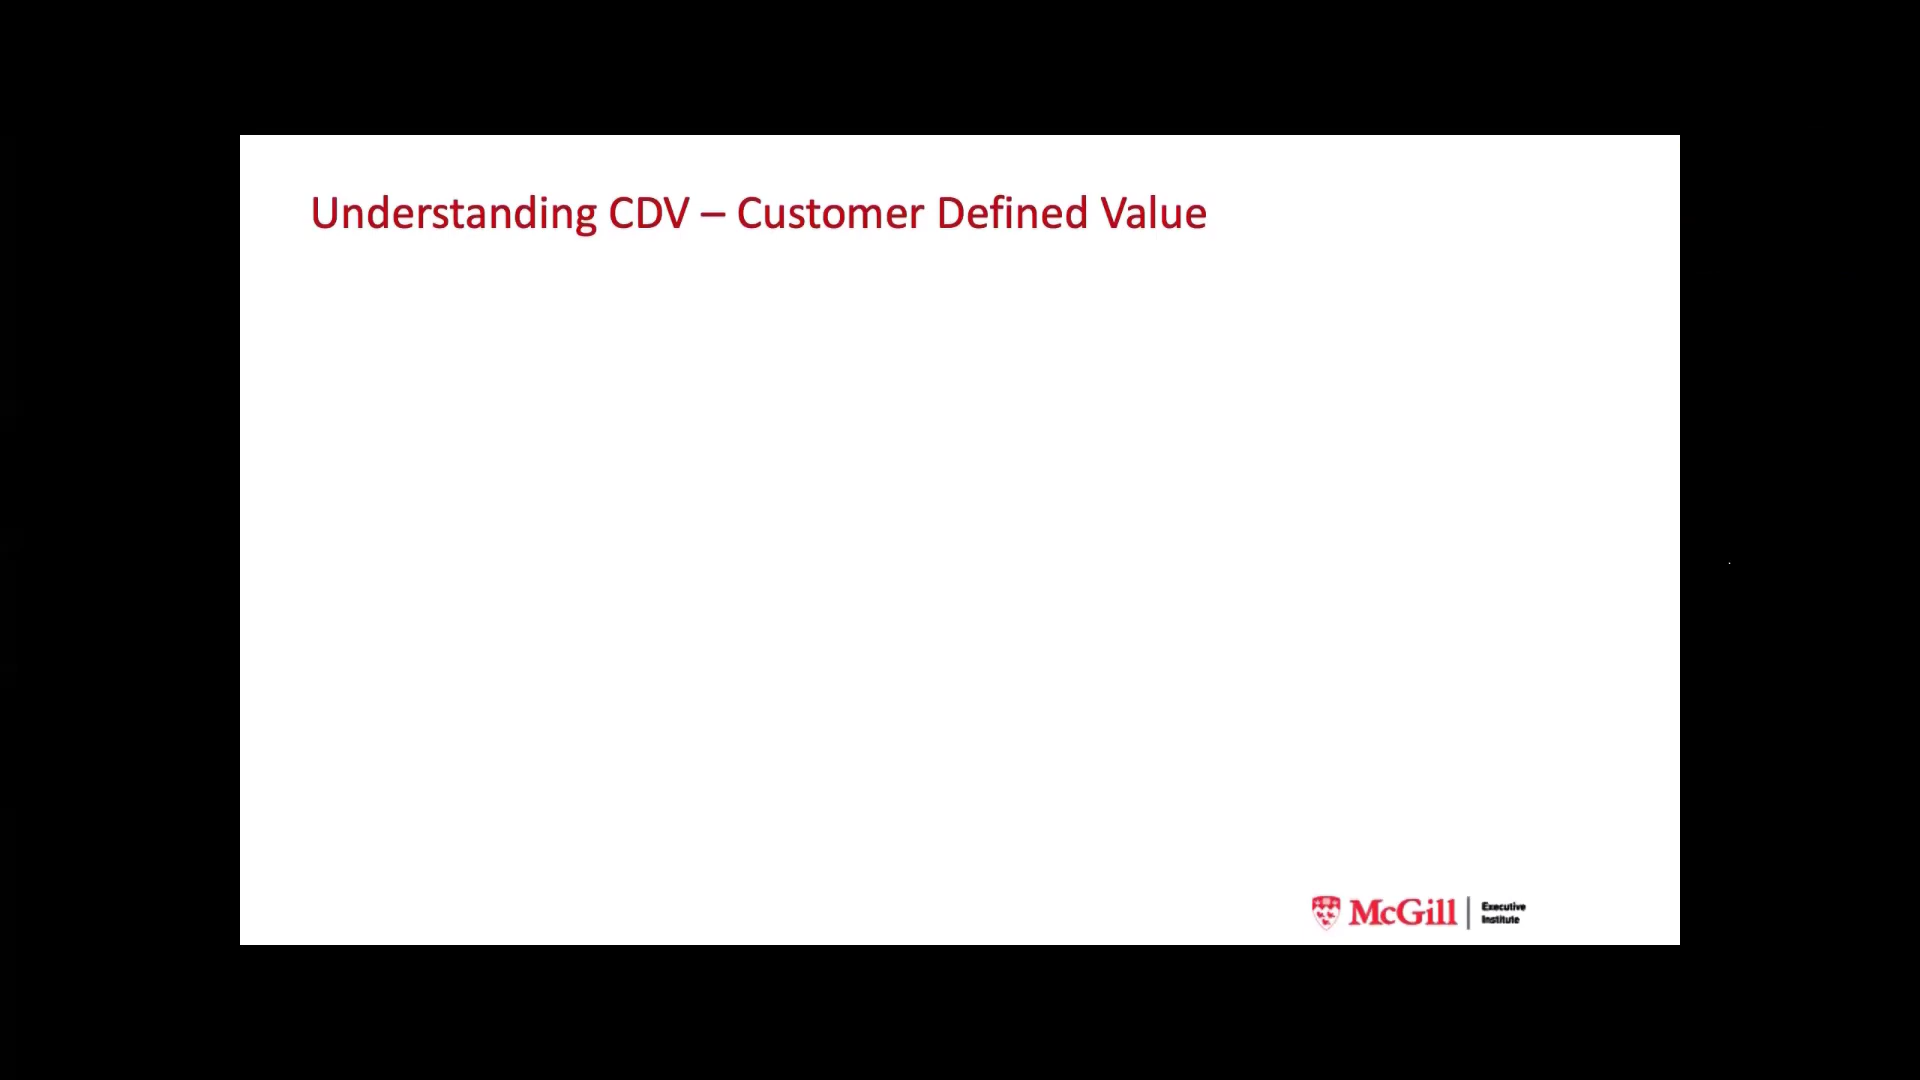 Understanding CDV – Customer Defined Value
McGill
Executive
Institute